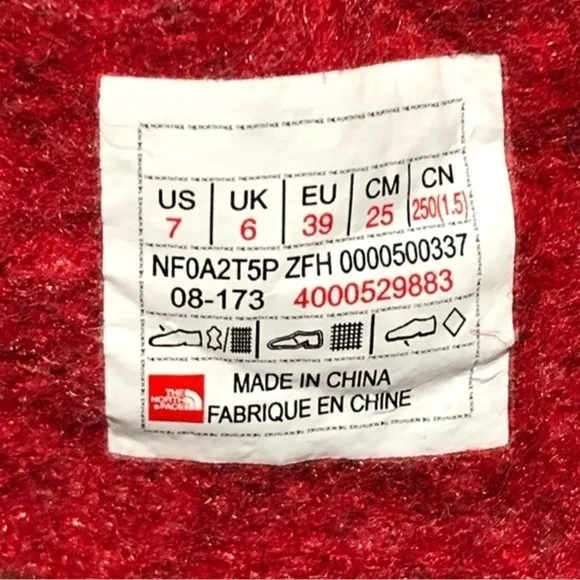 US UK EU CM CN
7 6 39 25 250(1.5)
NF0A2T5P ZFH 0000500337
08-173 4000529883
THE NORTH FACE
MADE IN CHINA
FABRIQUE EN CHINE